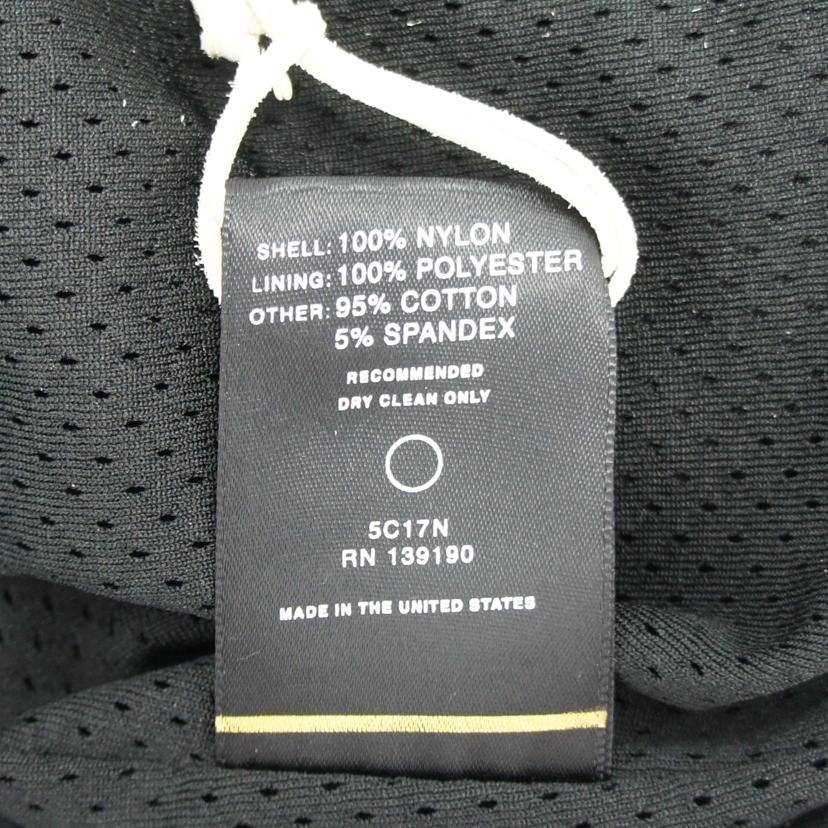 SHELL: 100% NYLON
LINING: 100% POLYESTER
OTHER: 95% COTTON
5% SPANDEX
RECOMMENDED
DRY CLEAN ONLY
5C17N
RN 139190
MADE IN THE UNITED STATES